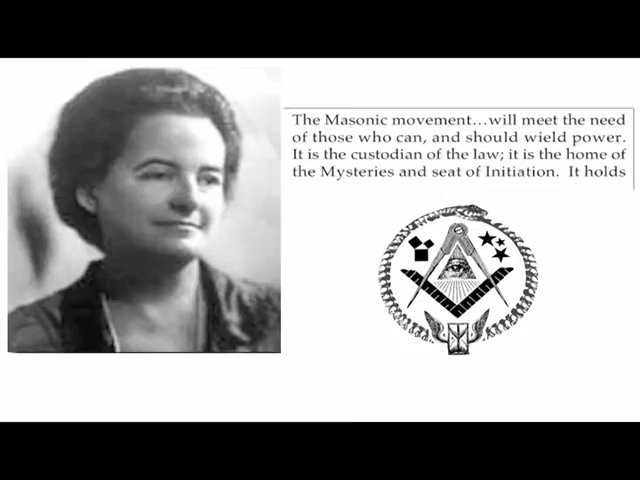 The Masonic movement...will meet the need
of those who can, and should wield power.
It is the custodian of the law; it is the home of
the Mysteries and seat of Initiation. It holds